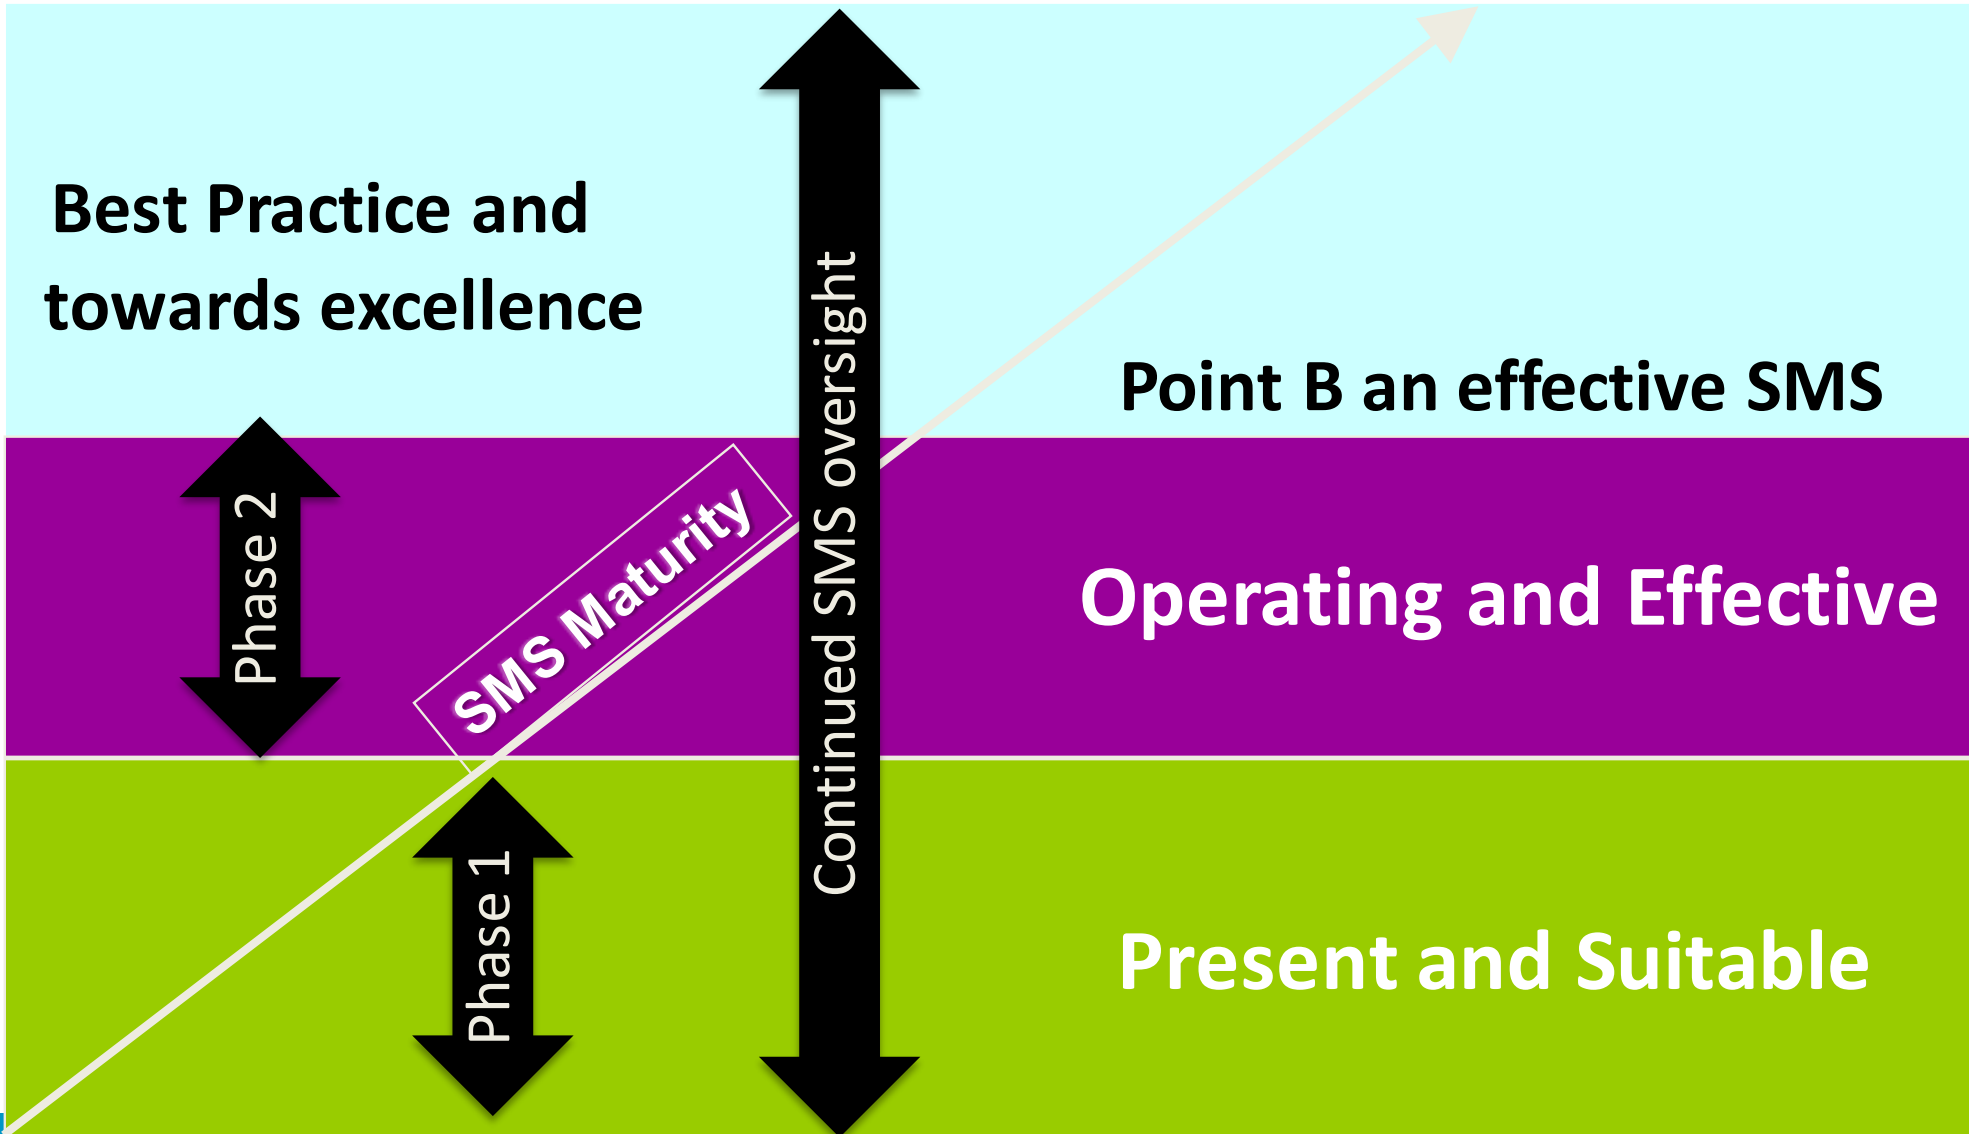 Best Practice and
towards excellence
Point B an effective SMS
Phase 2
SMS Maturity
Continued SMS oversight
Operating and Effective
Phase 1
Present and Suitable